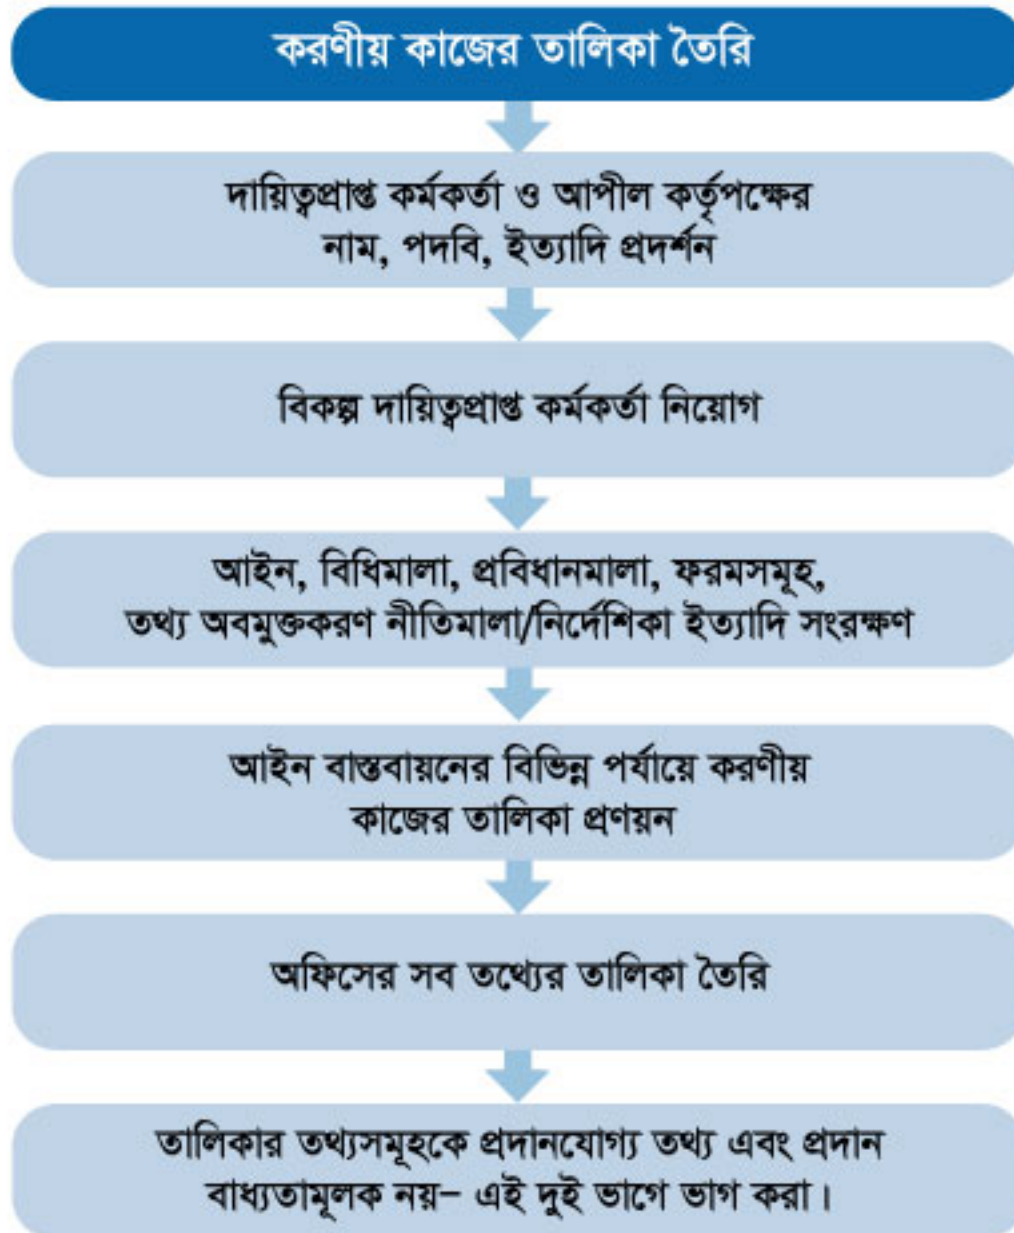 করণীয় কাজের তালিকা তৈরি
দায়িত্বপ্রাপ্ত কর্মকর্তা ও আপীল কর্তৃপক্ষের
নাম, পদবি, ইত্যাদি প্রদর্শন
বিকল্প দায়িত্বপ্রাপ্ত কর্মকর্তা নিয়োগ
আইন, বিধিমালা, প্রবিধানমালা, ফরমসমূহ,
তথ্য অবমুক্তকরণ নীতিমালা/নির্দেশিকা ইত্যাদি সংরক্ষণ
আইন বাস্তবায়নের বিভিন্ন পর্যায়ে করণীয়
কাজের তালিকা প্রণয়ন
অফিসের সব তথ্যের তালিকা তৈরি
তালিকার তথ্যসমূহকে প্রদানযোগ্য তথ্য এবং প্রদান
বাধ্যতামূলক নয়– এই দুই ভাগে ভাগ করা।